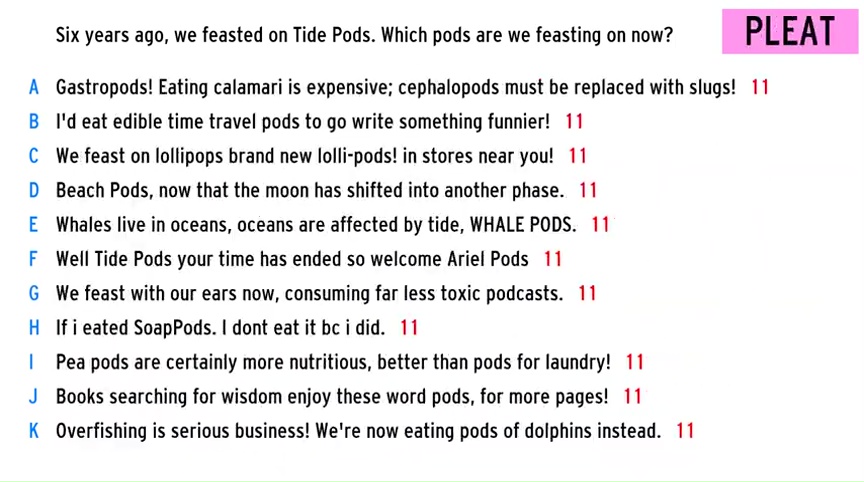 Six years ago, we feasted on Tide Pods. Which pods are we feasting on now?
PLEAT
A Gastropods! Eating calamari is expensive; cephalopods must be replaced with slugs! 11
B I'd eat edible time travel pods to go write something funnier! 11
C We feast on lollipops brand new lolli-pods! in stores near you! 11
D Beach Pods, now that the moon has shifted into another phase. 11
E Whales live in oceans, oceans are affected by tide, WHALE PODS. 11
F Well Tide Pods your time has ended so welcome Ariel Pods 11
G We feast with our ears now, consuming far less toxic podcasts. 11
H If i eated SoapPods. I dont eat it bc i did. 11
I Pea pods are certainly more nutritious, better than pods for laundry! 11
J Books searching for wisdom enjoy these word pods, for more pages! 11
K Overfishing is serious business! We're now eating pods of dolphins instead. 11